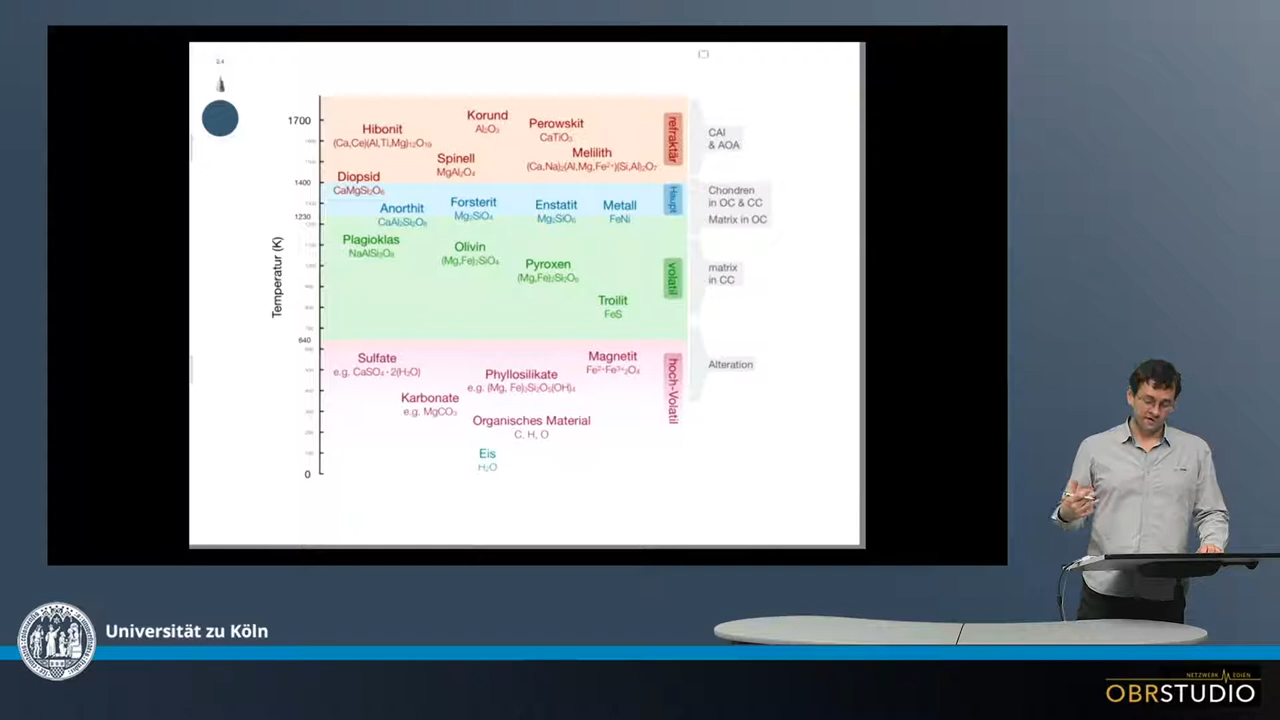 2.4
1700
1400
1230
640
0
Temperatur (K)
Korund
Al₂O₃
Hibonit
(Ca,Ce)(Al,Ti,Mg)₁₂O₁₉
Perowskit
CaTiO₃
Spinell
MgAl₂O₄
Melilith
(Ca,Na)₂(Al,Mg,Fe²⁺)(Si,Al)₂O₇
refraktär
CAI
& AOA
Diopsid
CaMgSi₂O₆
Anorthit
CaAl₂Si₂O₈
Forsterit
Mg₂SiO₄
Enstatit
Mg₂SiO₆
Metall
FeNi
Haupt
Chondren
in OC & CC
Matrix in OC
Plagioklas
NaAlSi₃O₈
Olivin
(Mg,Fe)₂SiO₄
Pyroxen
(Mg,Fe)₂Si₂O₆
Troilit
FeS
volatil
matrix
in CC
Sulfate
e.g. CaSO₄·2(H₂O)
Magnetit
Fe²⁺Fe³⁺₂O₄
Phyllosilikate
e.g. (Mg, Fe)₃Si₂O₅(OH)₄
Karbonate
e.g. MgCO₃
Organisches Material
C, H, O
Eis
H₂O
hoch-Volatil
Alteration
Universität zu Köln
NETZWERK MEDIEN
OBRSTUDIO